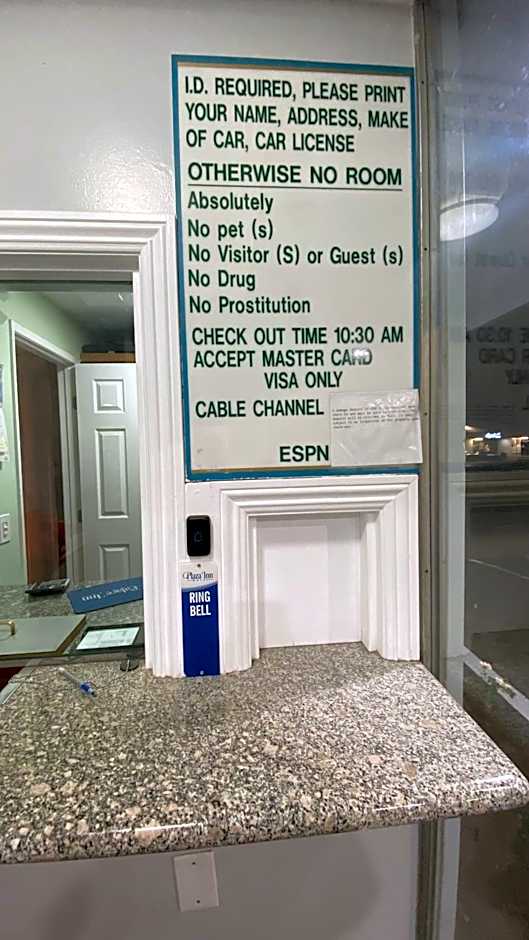 I.D. REQUIRED, PLEASE PRINT
YOUR NAME, ADDRESS, MAKE
OF CAR, CAR LICENSE
OTHERWISE NO ROOM
Absolutely
No pet (s)
No Visitor (S) or Guest (s)
No Drug
No Prostitution
CHECK OUT TIME 10:30 AM
ACCEPT MASTER CARD
VISA ONLY
CABLE CHANNEL
ESPN
Plaza Inn
RING
BELL